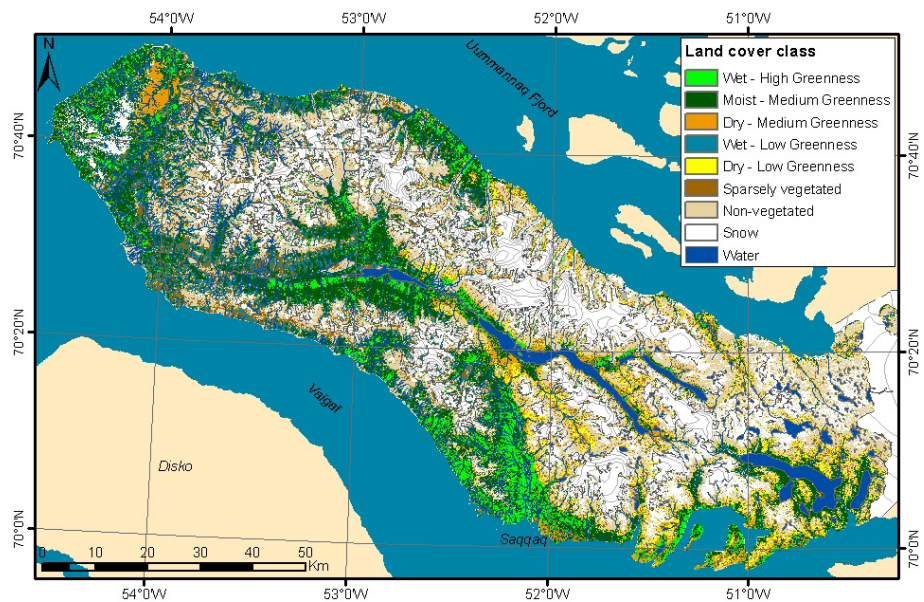 54°0'W 53°0'W 52°0'W 51°0'W
N
Uummannaq Fjord
Land cover class
Wet - High Greenness
Moist - Medium Greenness
Dry - Medium Greenness
Wet - Low Greenness
Dry - Low Greenness
Sparsely vegetated
Non-vegetated
Snow
Water
70°40'N 70°40'N
70°20'N 70°20'N
Vaigat
Disko
70°0'N 70°0'N
Saqqaq
0 10 20 30 40 50
Km
54°0'W 53°0'W 52°0'W 51°0'W